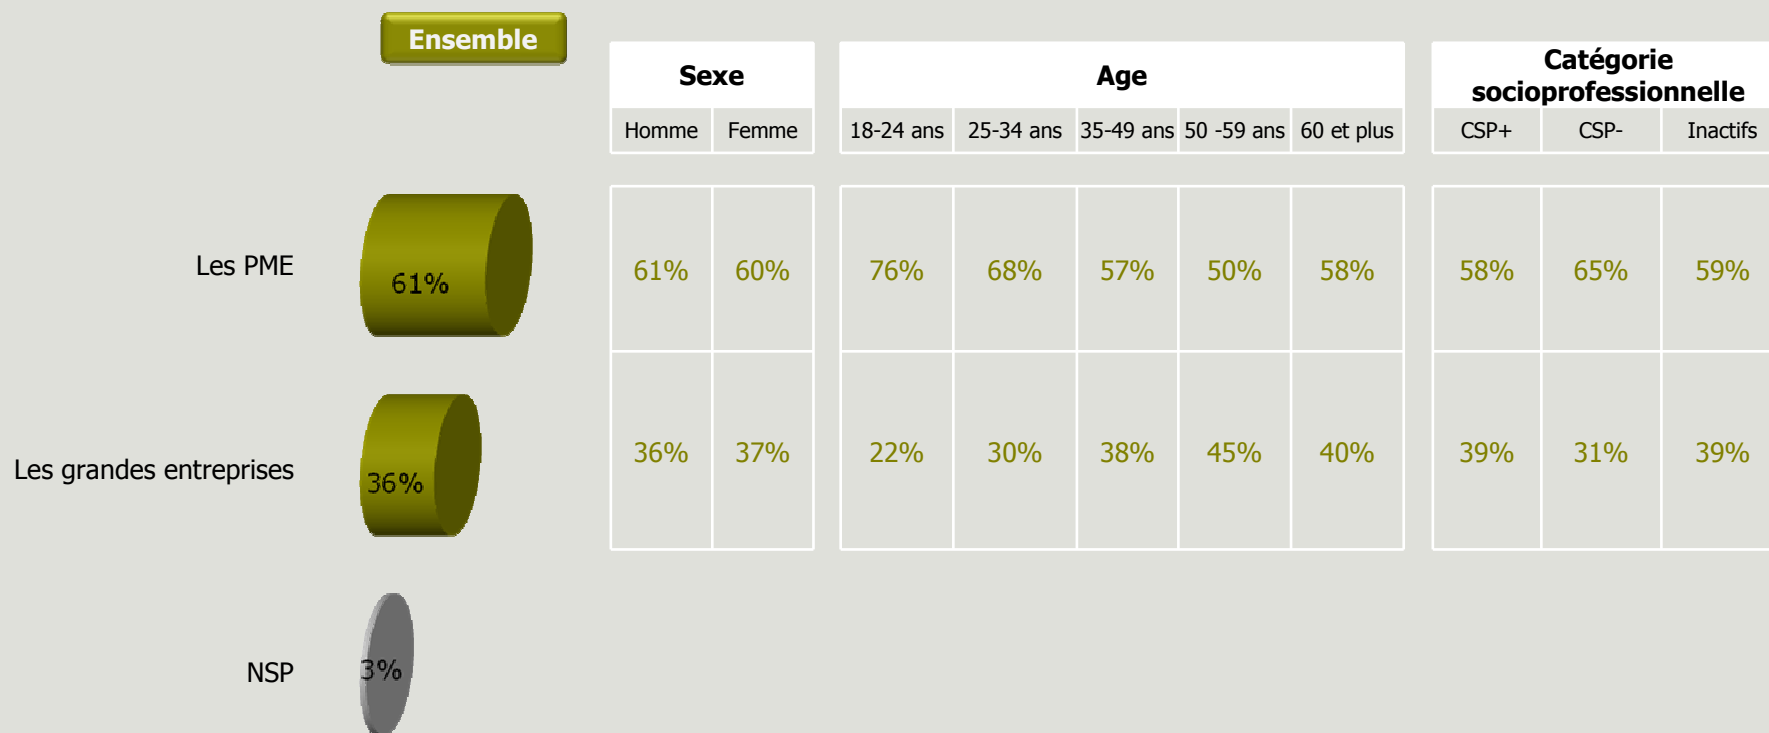 Ensemble
Sexe
Age
Catégorie
socioprofessionnelle
Homme Femme 18-24 ans 25-34 ans 35-49 ans 50 -59 ans 60 et plus CSP+ CSP- Inactifs
Les PME 61% 61% 60% 76% 68% 57% 50% 58% 58% 65% 59%
Les grandes entreprises 36% 36% 37% 22% 30% 38% 45% 40% 39% 31% 39%
NSP 3%